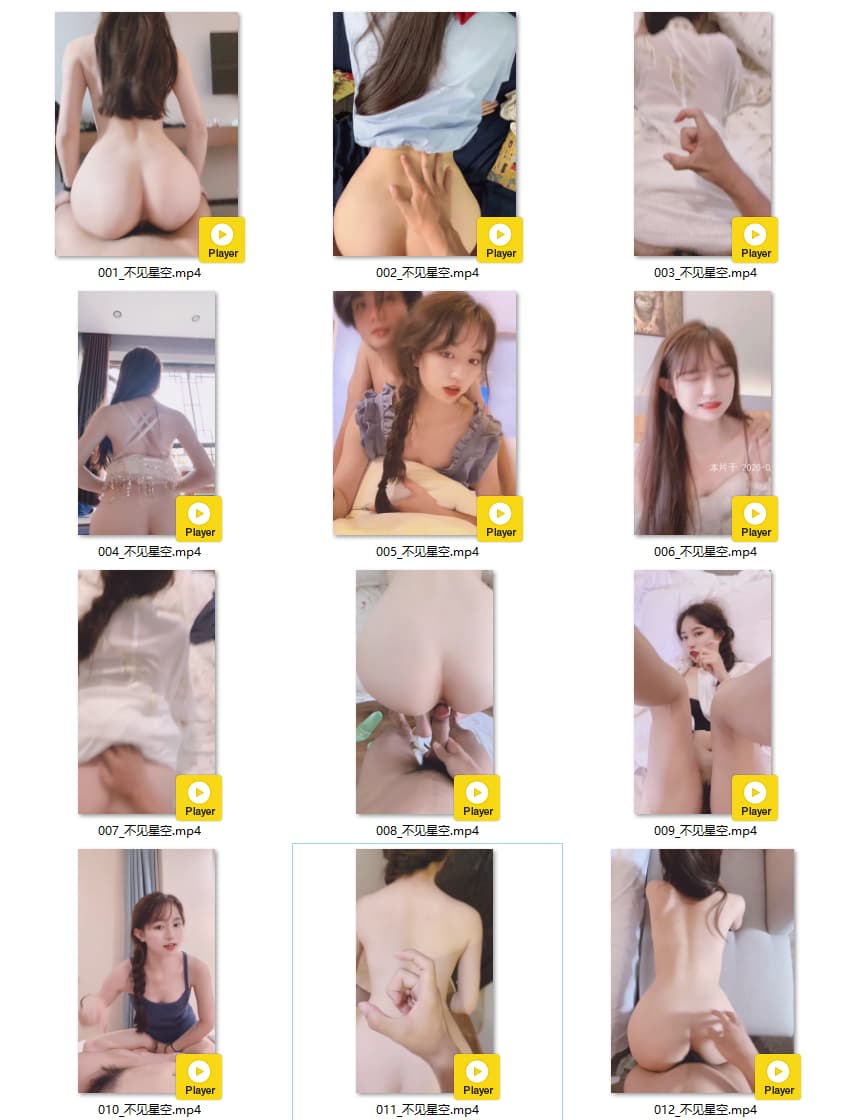 Player
001_不见星空.mp4
Player
002_不见星空.mp4
Player
003_不见星空.mp4
Player
004_不见星空.mp4
Player
005_不见星空.mp4
本片于 2020-0
Player
006_不见星空.mp4
Player
007_不见星空.mp4
Player
008_不见星空.mp4
Player
009_不见星空.mp4
Player
010_不见星空.mp4
Player
011_不见星空.mp4
Player
012_不见星空.mp4